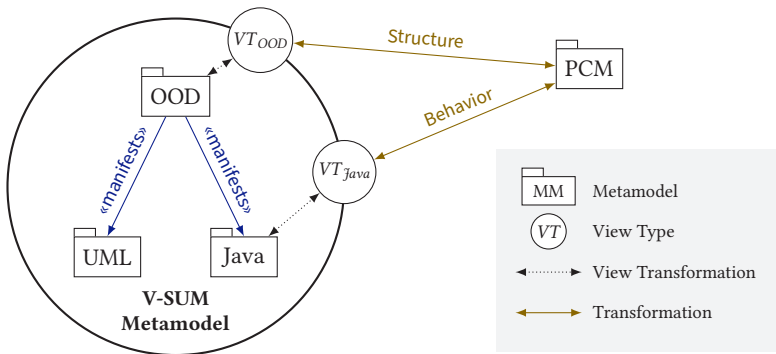 VT_OOD
Structure
PCM
OOD
Behavior
«manifests»
«manifests»
VT_Java
UML
Java
V-SUM
Metamodel
MM Metamodel
VT View Type
View Transformation
Transformation